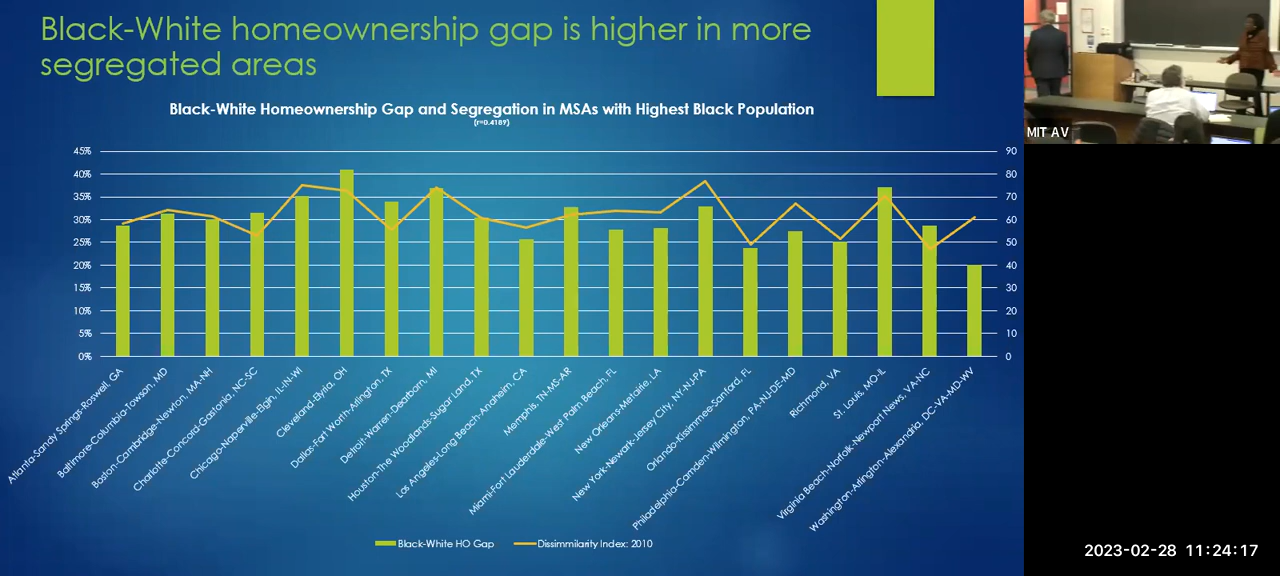 Black-White homeownership gap is higher in more
segregated areas
Black-White Homeownership Gap and Segregation in MSAs with Highest Black Population
(r=0.4189)
45%
40%
35%
30%
25%
20%
15%
10%
5%
0%
90
80
70
60
50
40
30
20
10
0
Atlanta-Sandy Springs-Roswell, GA
Baltimore-Columbia-Towson, MD
Boston-Cambridge-Newton, MA-NH
Charlotte-Concord-Gastonia, NC-SC
Chicago-Naperville-Elgin, IL-IN-WI
Cleveland-Elyria, OH
Dallas-Fort Worth-Arlington, TX
Detroit-Warren-Dearborn, MI
Houston-The Woodlands-Sugar Land, TX
Los Angeles-Long Beach-Anaheim, CA
Memphis, TN-MS-AR
Miami-Fort Lauderdale-West Palm Beach, FL
New Orleans-Metairie, LA
New York-Newark-Jersey City, NY-NJ-PA
Orlando-Kissimmee-Sanford, FL
Philadelphia-Camden-Wilmington, PA-NJ-DE-MD
Richmond, VA
St. Louis, MO-IL
Virginia Beach-Norfolk-Newport News, VA-NC
Washington-Arlington-Alexandria, DC-VA-MD-WV
Black-White HO Gap
Dissimilarity Index: 2010
MIT AV
2023-02-28 11:24:17